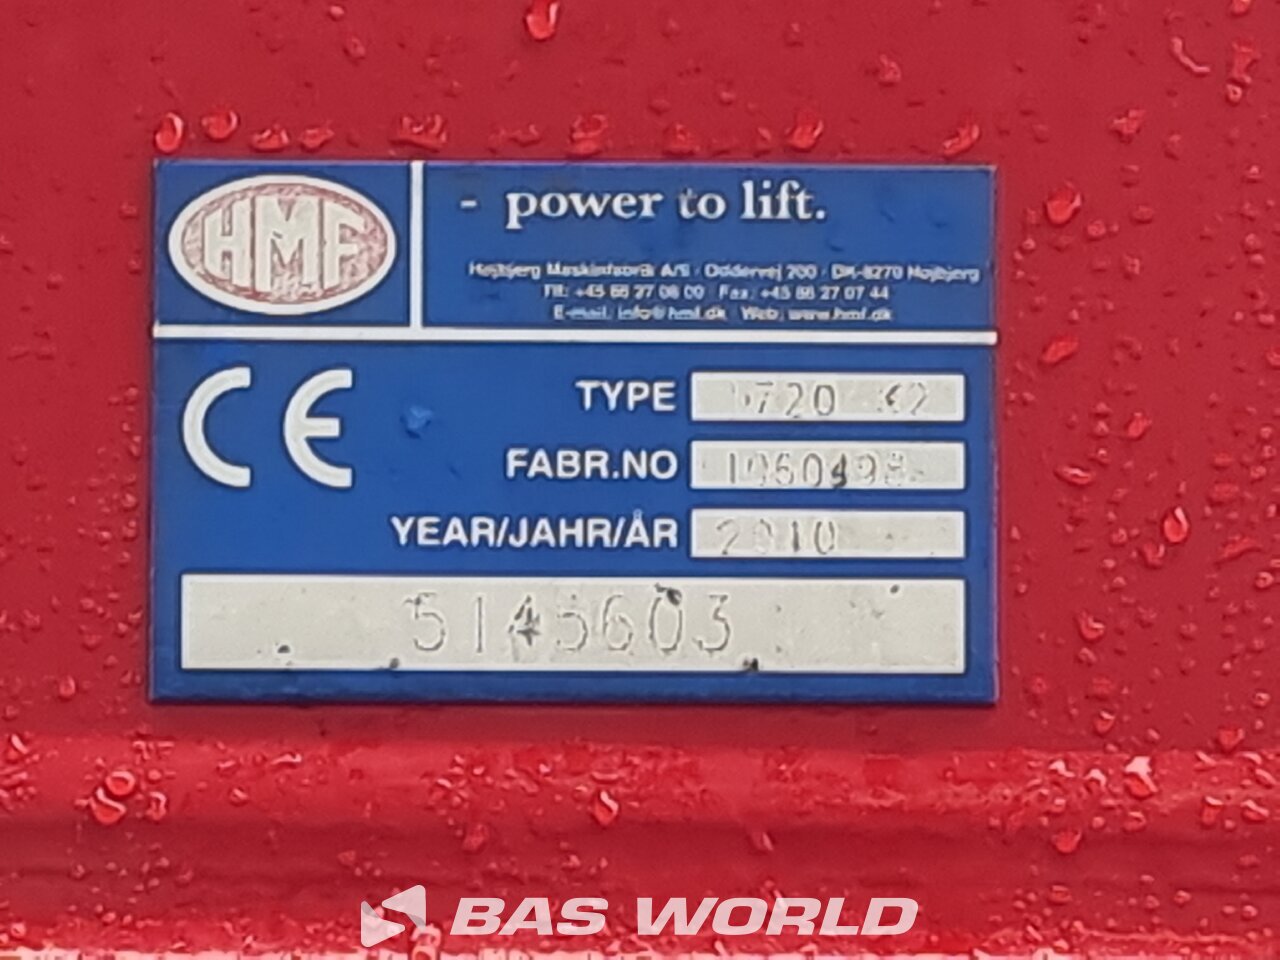 HMF
- power to lift.
Højbjerg Maskinfabrik A/S · Oddervej 200 · DK-8270 Højbjerg
Tlf.: +45 86 27 08 00 Fax: +45 86 27 07 44
E-mail: info@hmf.dk Web: www.hmf.dk
CE
TYPE
FABR.NO
YEAR/JAHR/ÅR 2010
5145603
BAS WORLD